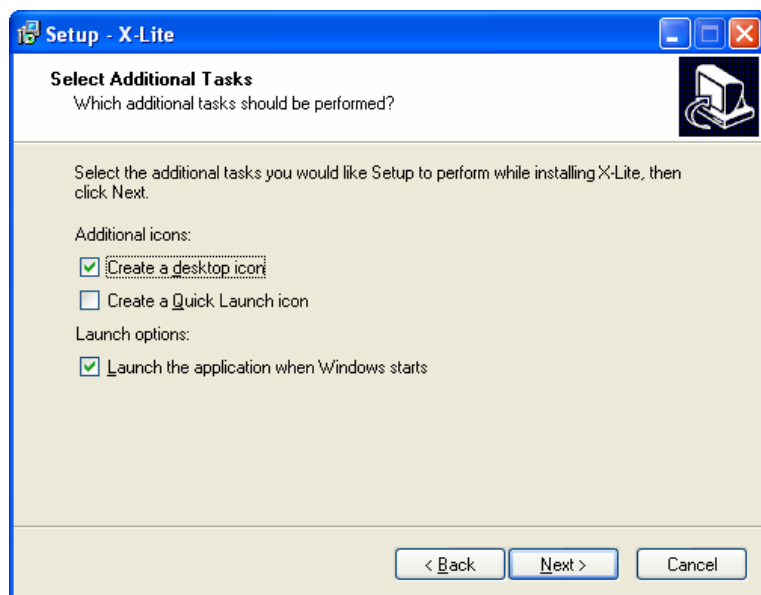 Setup - X-Lite
Select Additional Tasks
Which additional tasks should be performed?
Select the additional tasks you would like Setup to perform while installing X-Lite, then
click Next.
Additional icons:
Create a desktop icon
Create a Quick Launch icon
Launch options:
Launch the application when Windows starts
< Back Next > Cancel